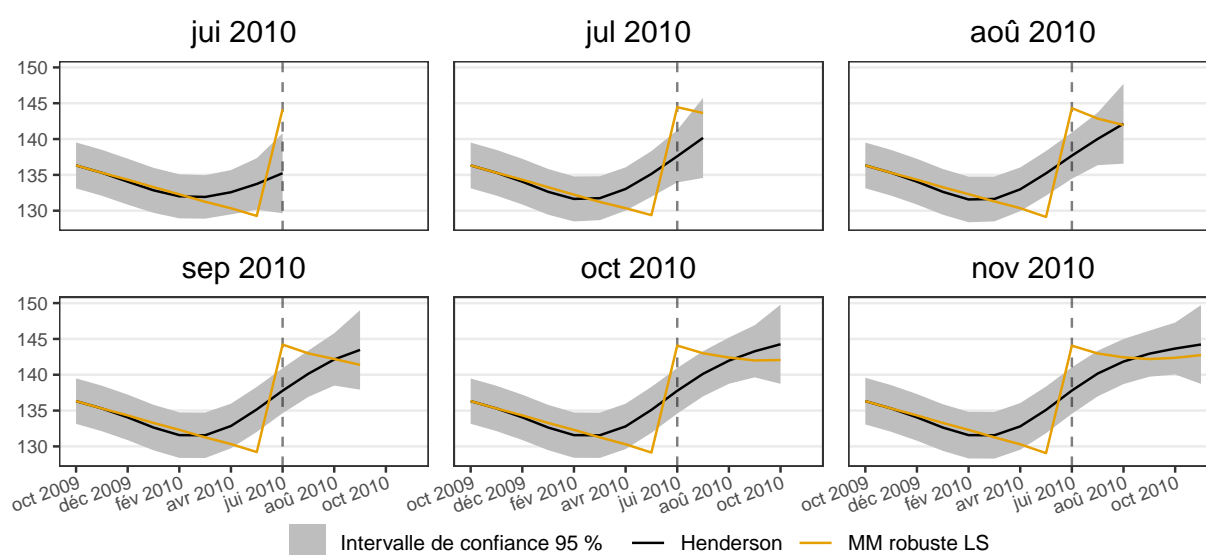 jui 2010
jul 2010
aoû 2010
150
145
140
135
130
sep 2010
oct 2010
nov 2010
150
145
140
135
130
oct 2009
déc 2009
fév 2010
avr 2010
jui 2010
aoû 2010
oct 2010
oct 2009
déc 2009
fév 2010
avr 2010
jui 2010
aoû 2010
oct 2010
oct 2009
déc 2009
fév 2010
avr 2010
jui 2010
aoû 2010
oct 2010
Intervalle de confiance 95 %
Henderson
MM robuste LS